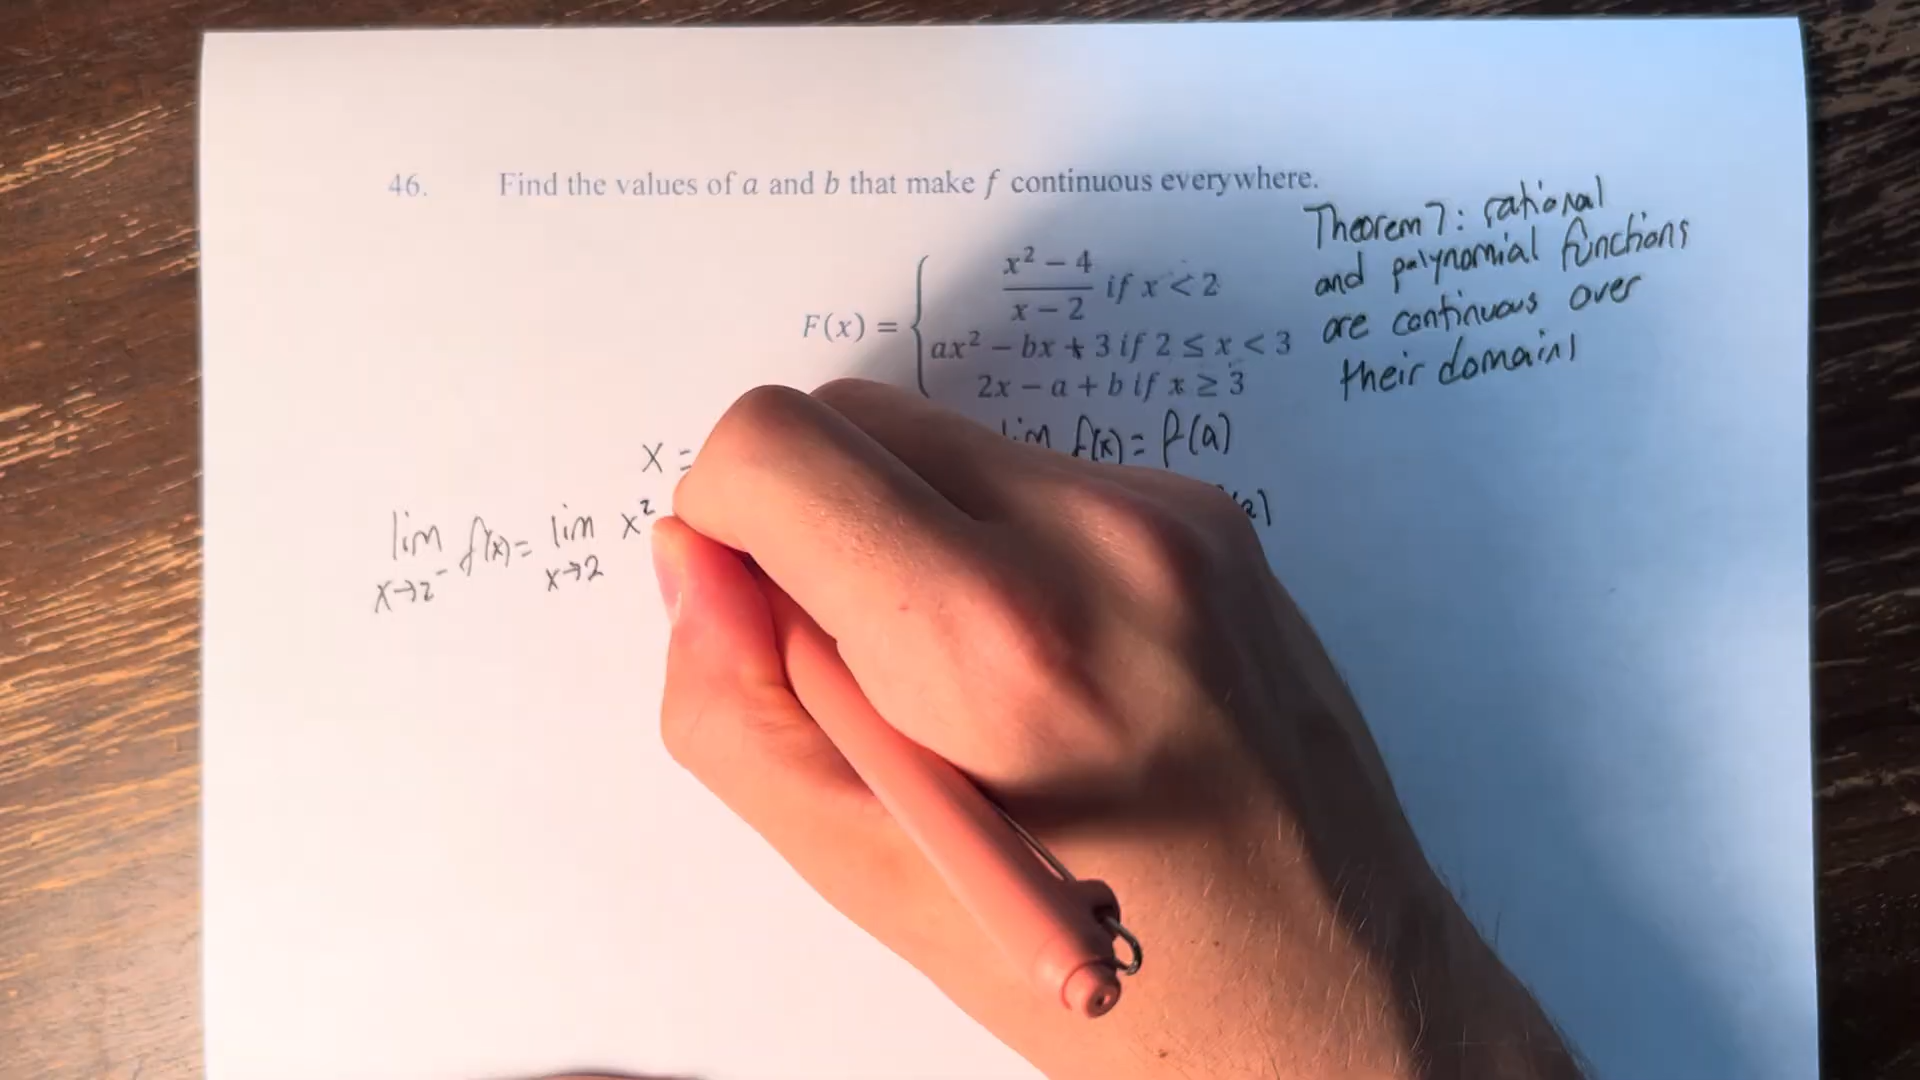 46. Find the values of a and b that make f continuous everywhere.
Theorem 7: rational
and polynomial functions
are continuous over
their domains
F(x) = { x² − 4 / x − 2 if x < 2
ax² − bx + 3 if 2 ≤ x < 3
2x − a + b if x ≥ 3
x =
lim f(x) = f(a)
lim x→2⁻ f(x) = lim x→2 x²